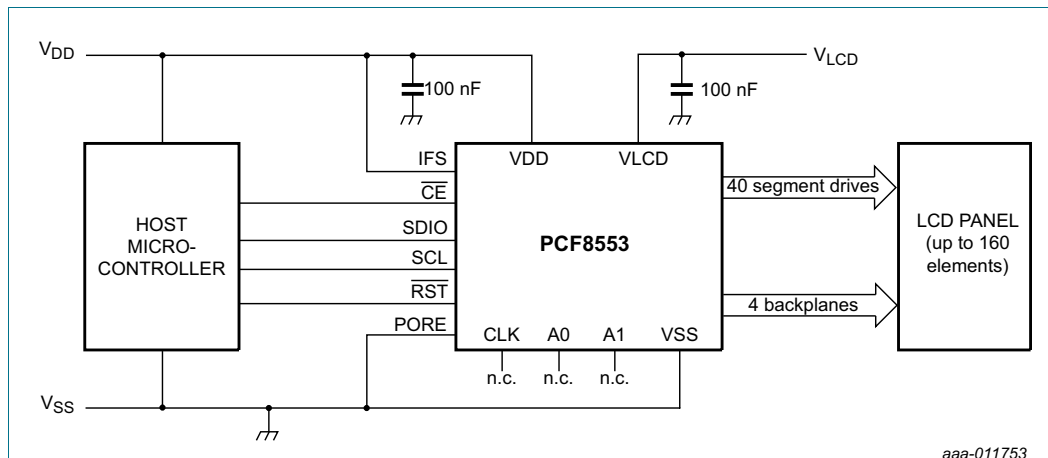 VDD
VLCD
100 nF
100 nF
IFS
VDD
VLCD
CE
40 segment drives
SDIO
HOST
MICRO-
CONTROLLER
PCF8553
LCD PANEL
(up to 160
elements)
SCL
RST
4 backplanes
PORE
CLK
A0
A1
VSS
n.c.
n.c.
n.c.
VSS
aaa-011753